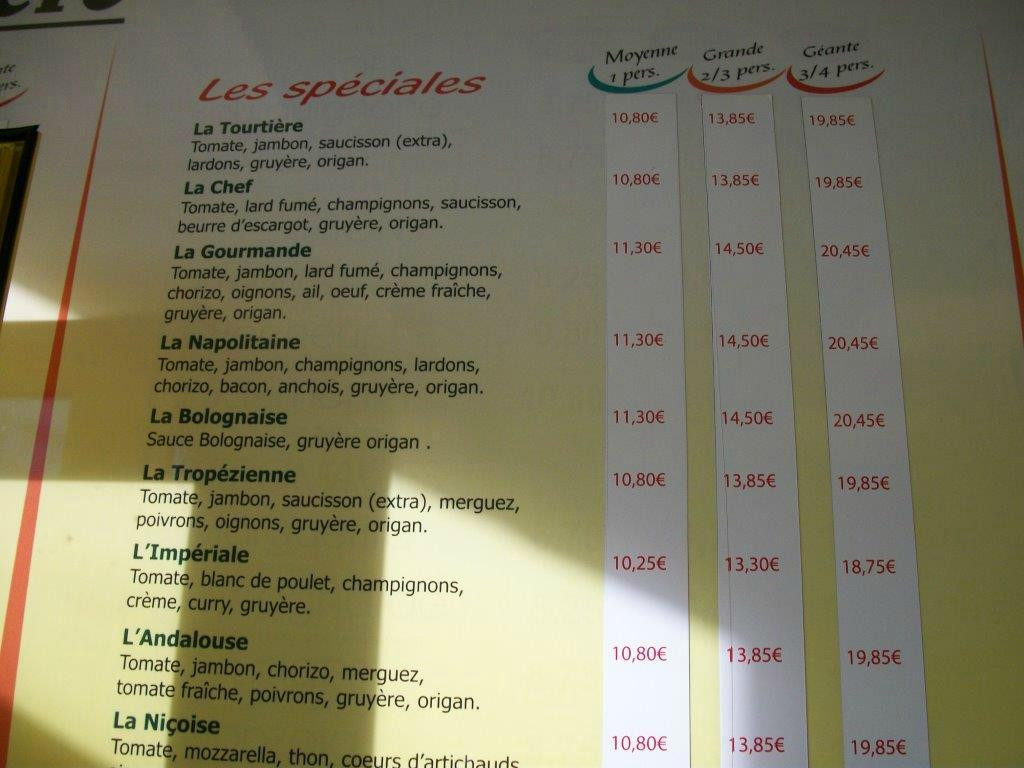 Moyenne Grande Géante
1 pers. 2/3 pers. 3/4 pers.
Les spéciales
La Tourtière 10,80€ 13,85€ 19,85€
Tomate, jambon, saucisson (extra),
lardons, gruyère, origan.
La Chef 10,80€ 13,85€ 19,85€
Tomate, lard fumé, champignons, saucisson,
beurre d'escargot, gruyère, origan.
La Gourmande 11,30€ 14,50€ 20,45€
Tomate, jambon, lard fumé, champignons,
chorizo, oignons, ail, oeuf, crème fraîche,
gruyère, origan.
La Napolitaine 11,30€ 14,50€ 20,45€
Tomate, jambon, champignons, lardons,
chorizo, bacon, anchois, gruyère, origan.
La Bolognaise 11,30€ 14,50€ 20,45€
Sauce Bolognaise, gruyère origan .
La Tropézienne 10,80€ 13,85€ 19,85€
Tomate, jambon, saucisson (extra), merguez,
poivrons, oignons, gruyère, origan.
L'Impériale 10,25€ 13,30€ 18,75€
Tomate, blanc de poulet, champignons,
crème, curry, gruyère.
L'Andalouse 10,80€ 13,85€ 19,85€
Tomate, jambon, chorizo, merguez,
tomate fraîche, poivrons, gruyère, origan.
La Niçoise 10,80€ 13,85€ 19,85€
Tomate, mozzarella, thon, coeurs d'artichauds